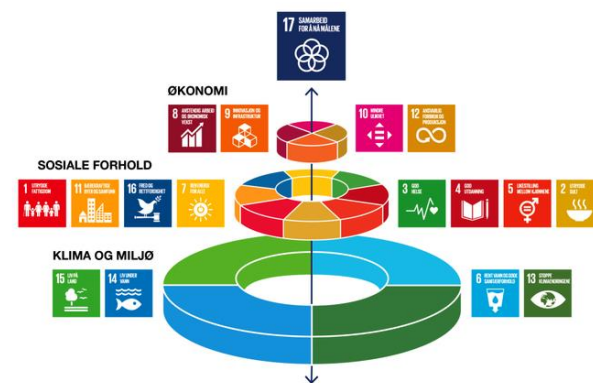 17 SAMARBEID
FOR Å NÅ MÅLENE
ØKONOMI
8 ANSTENDIG ARBEID
OG ØKONOMISK
VEKST
9 INNOVASJON OG
INFRASTRUKTUR
10 MINDRE
ULIKHET
12 ANSVARLIG
FORBRUK OG
PRODUKSJON
SOSIALE FORHOLD
1 UTRYDDE
FATTIGDOM
11 BÆREKRAFTIGE
BYER OG SAMFUNN
16 FRED OG
RETTFERDIGHET
7 REN ENERGI
FOR ALLE
3 GOD
HELSE
4 GOD
UTDANNING
5 LIKESTILLING
MELLOM KJØNNENE
2 UTRYDDE
SULT
KLIMA OG MILJØ
15 LIV PÅ
LAND
14 LIV UNDER
VANN
6 RENT VANN OG GODE
SANITÆRFORHOLD
13 STOPPE
KLIMAENDRINGENE